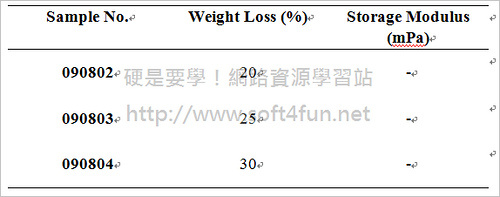 Sample No. Weight Loss (%) Storage Modulus
(mPa)
090802 20 -
硬是要學！網路資源學習站
090803 25 -
http://www.soft4fun.net
090804 30 -